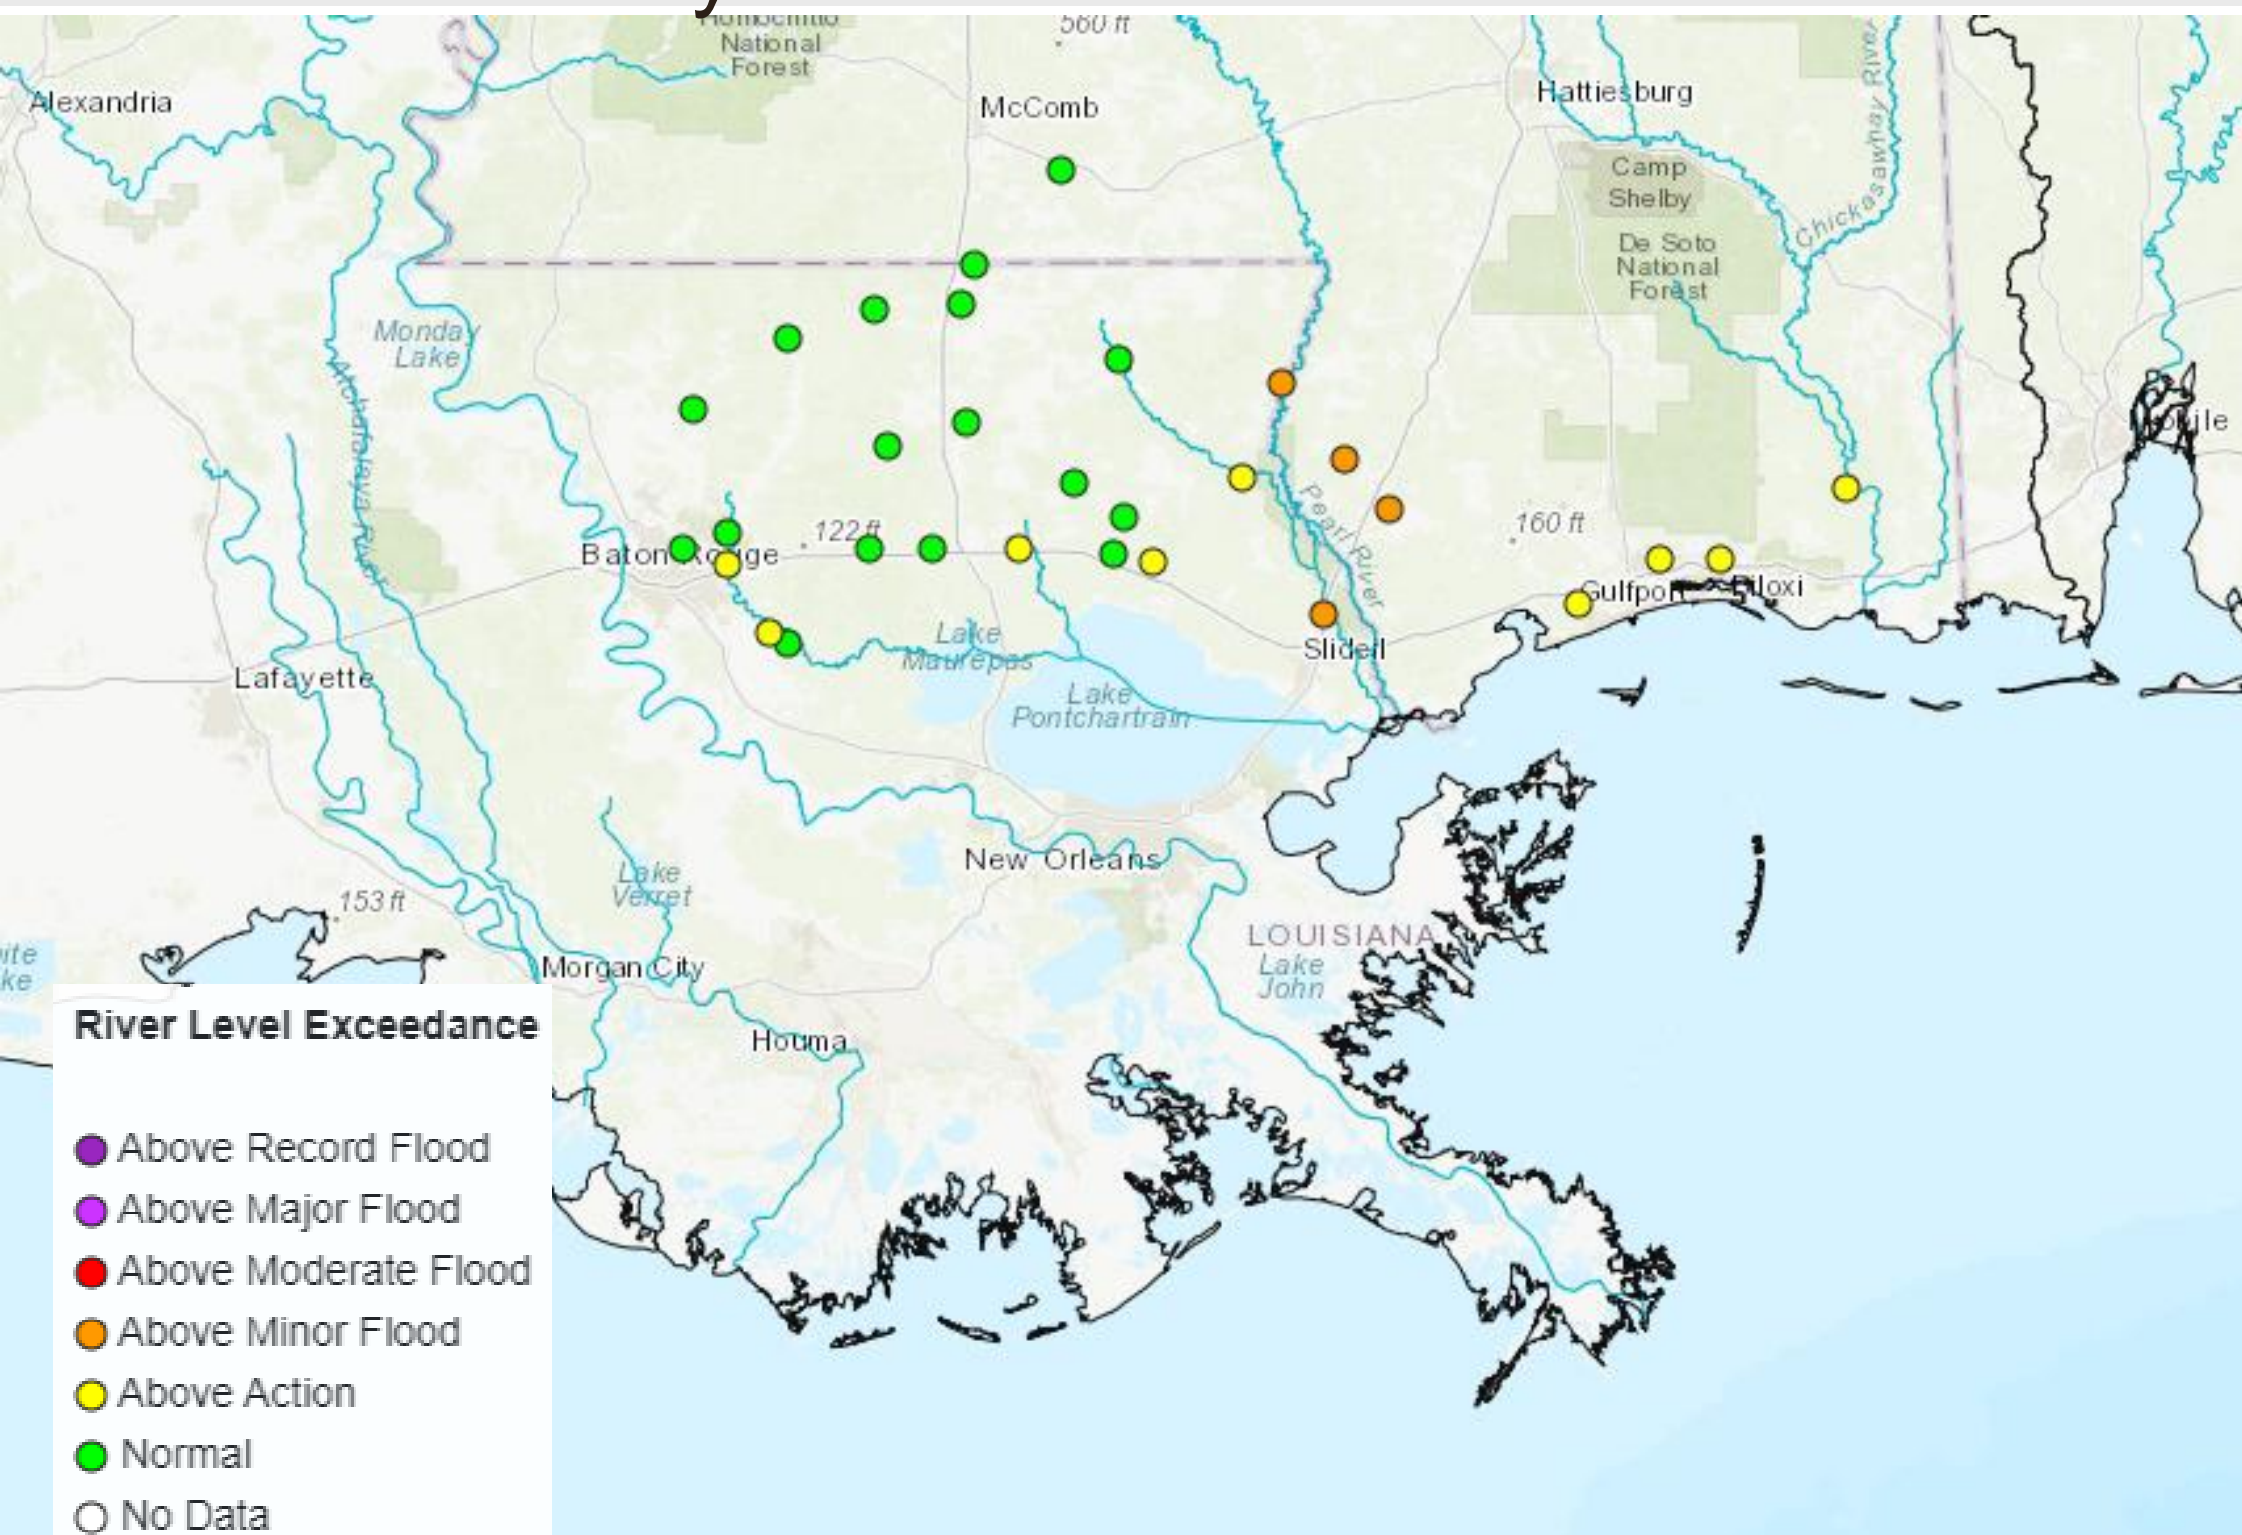 Homochitto
National
Forest
560 ft
Alexandria
McComb
Hattiesburg
Chickasawhay River
Camp
Shelby
De Soto
National
Forest
Monday
Lake
Atchafalaya River
Mobile
Pearl River
122 ft
160 ft
Baton Rouge
Gulfport
Biloxi
Lake
Maurepas
Slidell
Lafayette
Lake
Pontchartrain
New Orleans
Lake
Verret
153 ft
LOUISIANA
Lake
John
Morgan City
Houma
River Level Exceedance
Above Record Flood
Above Major Flood
Above Moderate Flood
Above Minor Flood
Above Action
Normal
No Data